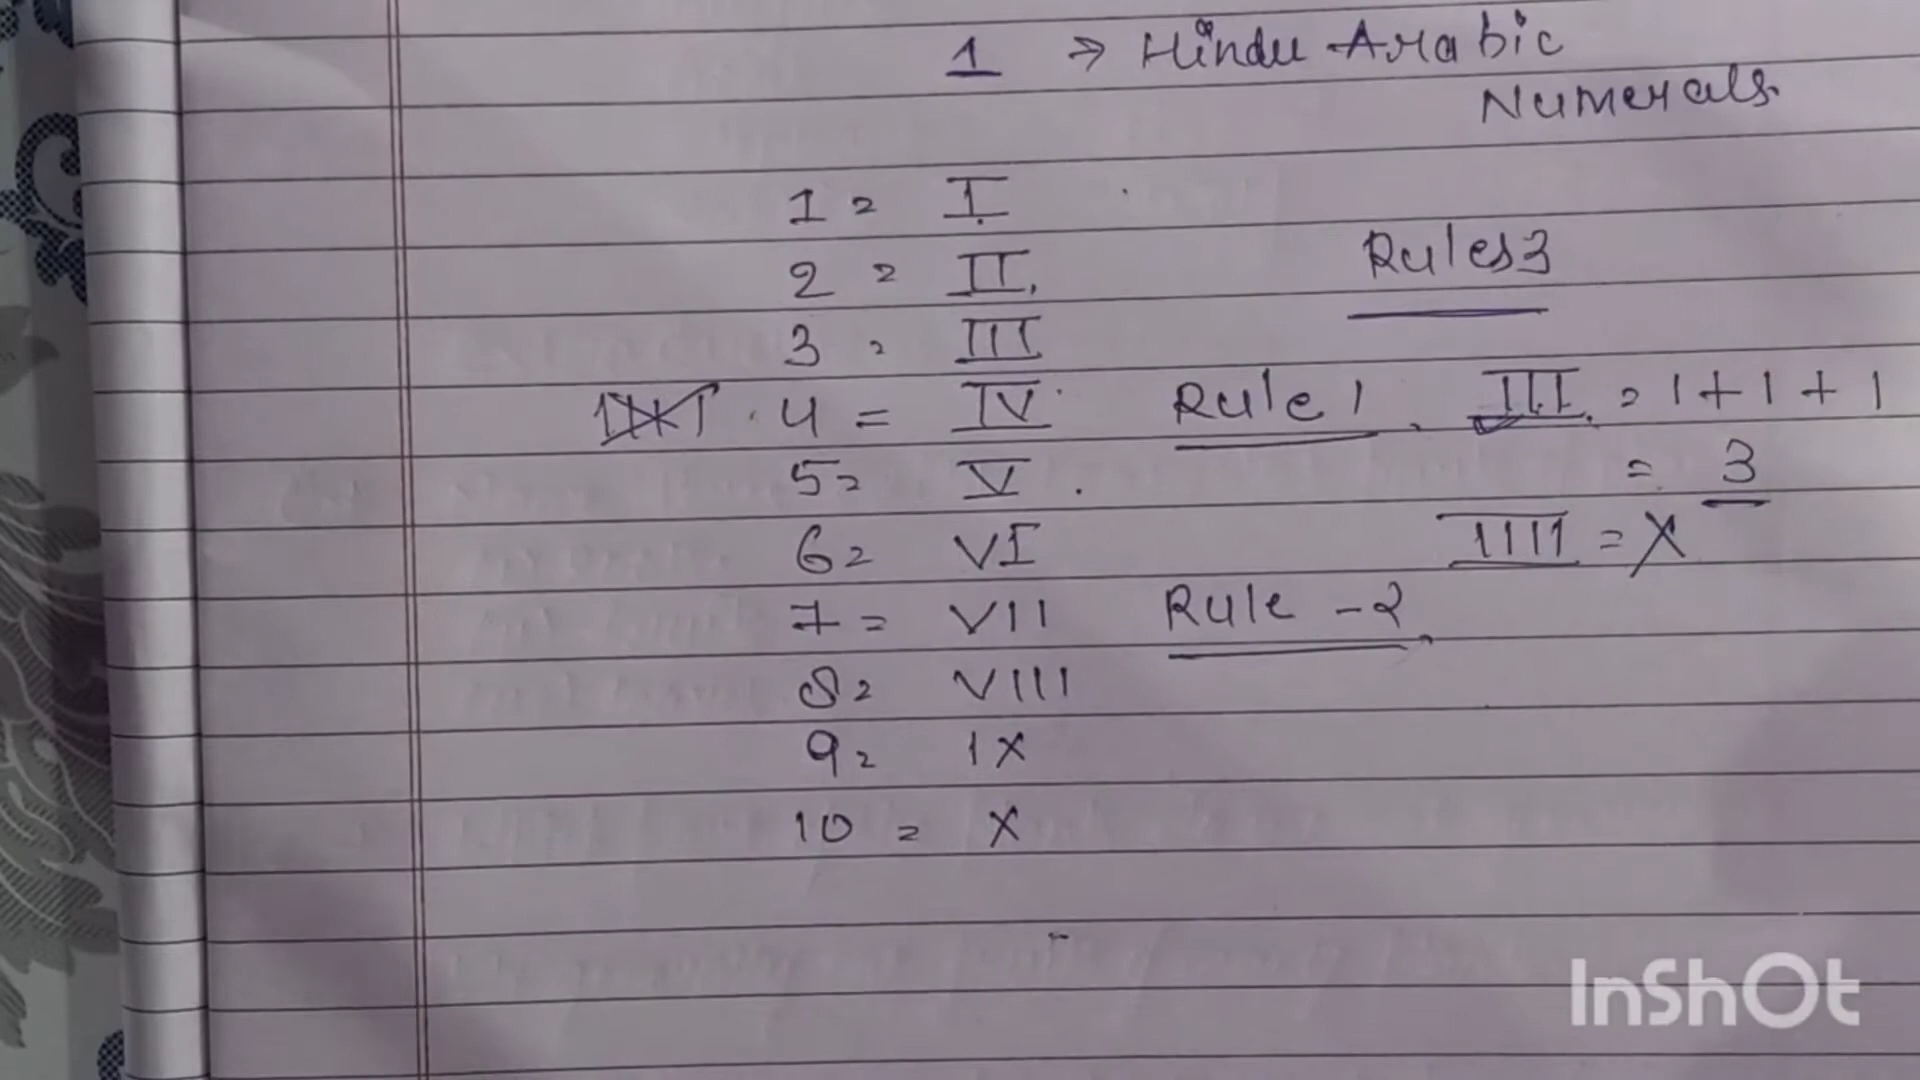 1 → Hindu-Arabic
Numerals.
1 = I
2 = II
3 = III
Rules
4 = IV
5 = V
6 = VI
7 = VII
8 = VIII
9 = IX
10 = X
Rule 1. III = 1+1+1
= 3
IIII = X
Rule -2
InShOt